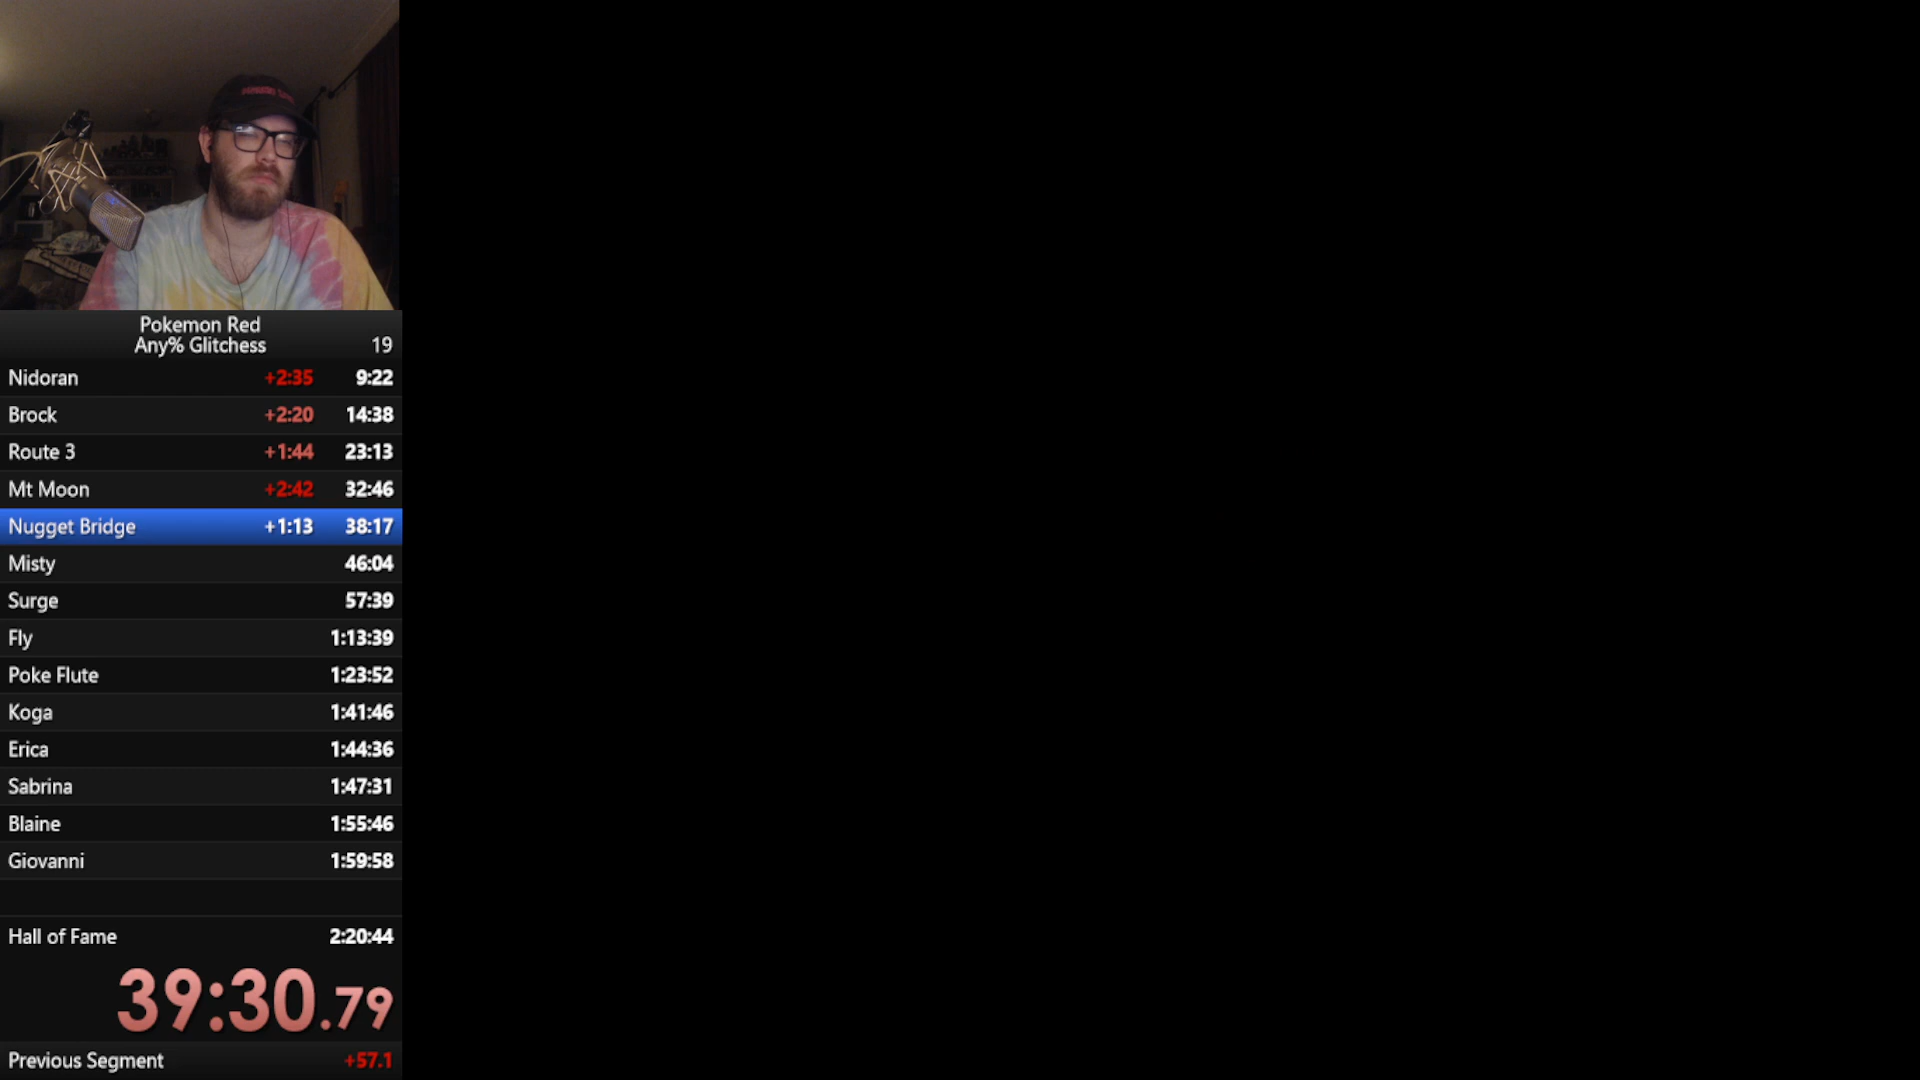 Pokemon Red
Any% Glitchess 19
Nidoran +2:35 9:22
Brock +2:20 14:38
Route 3 +1:44 23:13
Mt Moon +2:42 32:46
Nugget Bridge +1:13 38:17
Misty 46:04
Surge 57:39
Fly 1:13:39
Poke Flute 1:23:52
Koga 1:41:46
Erica 1:44:36
Sabrina 1:47:31
Blaine 1:55:46
Giovanni 1:59:58
Hall of Fame 2:20:44
39:30.79
Previous Segment +57.1